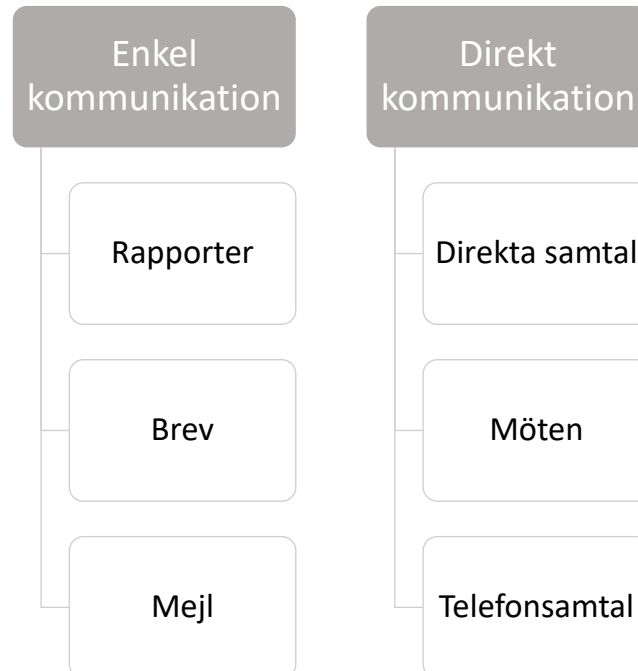 Enkel
kommunikation
Rapporter
Brev
Mejl
Direkt
kommunikation
Direkta samtal
Möten
Telefonsamtal